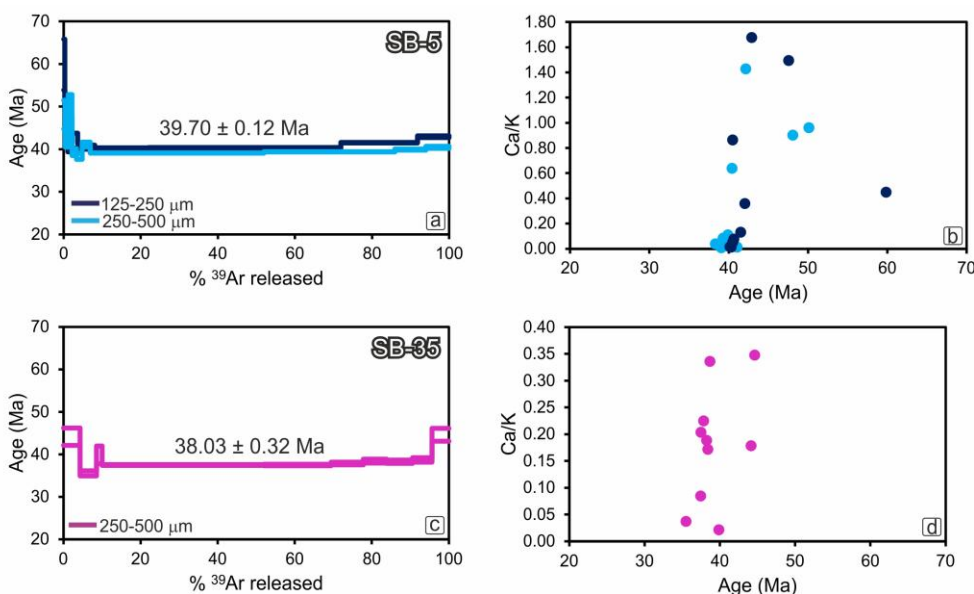 SB-5
Age (Ma)
70
60
50
40
30
20
39.70 ± 0.12 Ma
125-250 µm
250-500 µm
a
0 20 40 60 80 100
% ³⁹Ar released
Ca/K
1.80
1.60
1.40
1.20
1.00
0.80
0.60
0.40
0.20
0.00
b
20 30 40 50 60 70
Age (Ma)
SB-35
Age (Ma)
70
60
50
40
30
20
38.03 ± 0.32 Ma
250-500 µm
c
0 20 40 60 80 100
% ³⁹Ar released
Ca/K
0.40
0.35
0.30
0.25
0.20
0.15
0.10
0.05
0.00
d
20 30 40 50 60 70
Age (Ma)